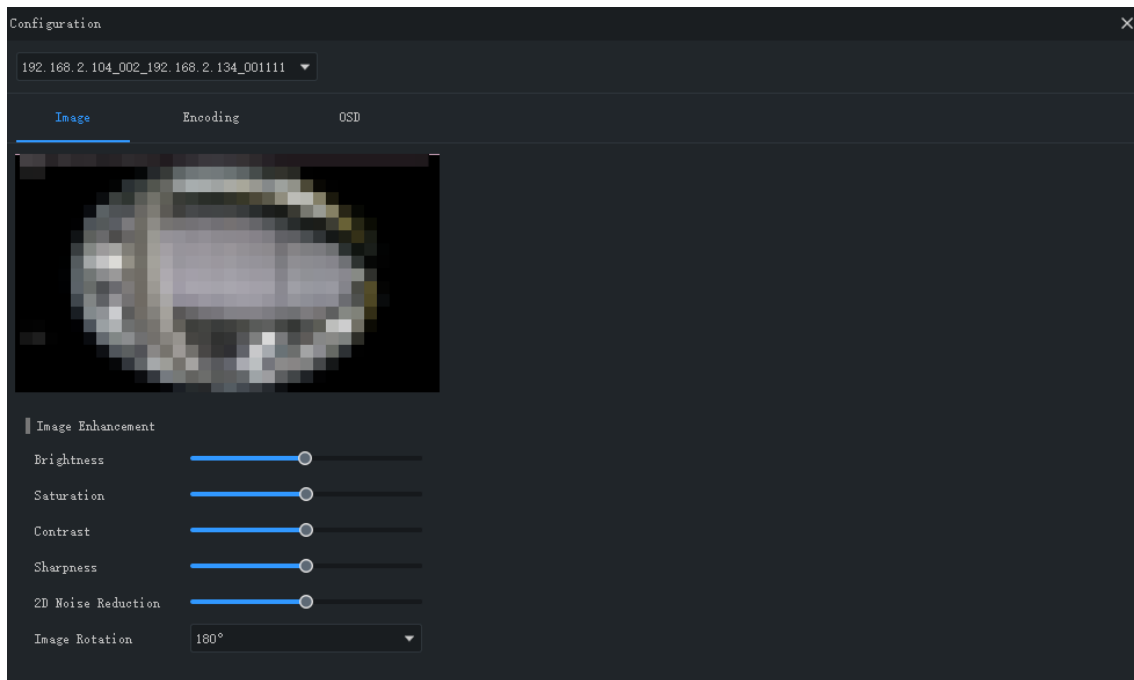 Configuration
192.168.2.104_002_192.168.2.134_001111
Image Encoding OSD
Image Enhancement
Brightness
Saturation
Contrast
Sharpness
2D Noise Reduction
Image Rotation 180°